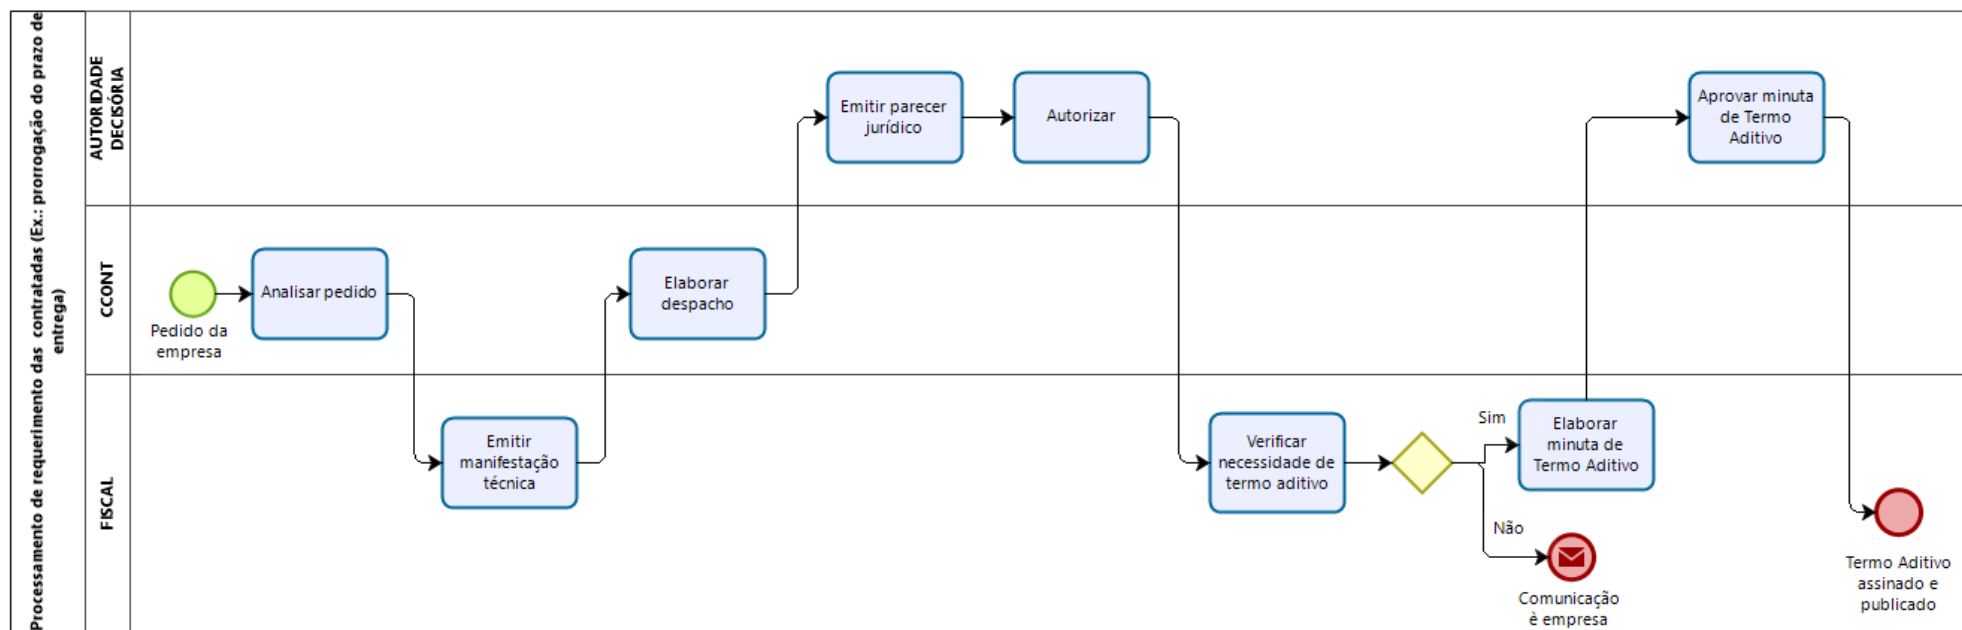 Processamento de requerimento das contratadas (Ex.: prorrogação do prazo de
entrega)
AUTORIDADE
DECISÓRIA
Emitir parecer
jurídico
Autorizar
Aprovar minuta
de Termo
Aditivo
CCONT
Pedido da
empresa
Analisar pedido
Elaborar
despacho
FISCAL
Emitir
manifestação
técnica
Verificar
necessidade de
termo aditivo
Sim
Elaborar
minuta de
Termo Aditivo
Não
Comunicação
è empresa
Termo Aditivo
assinado e
publicado